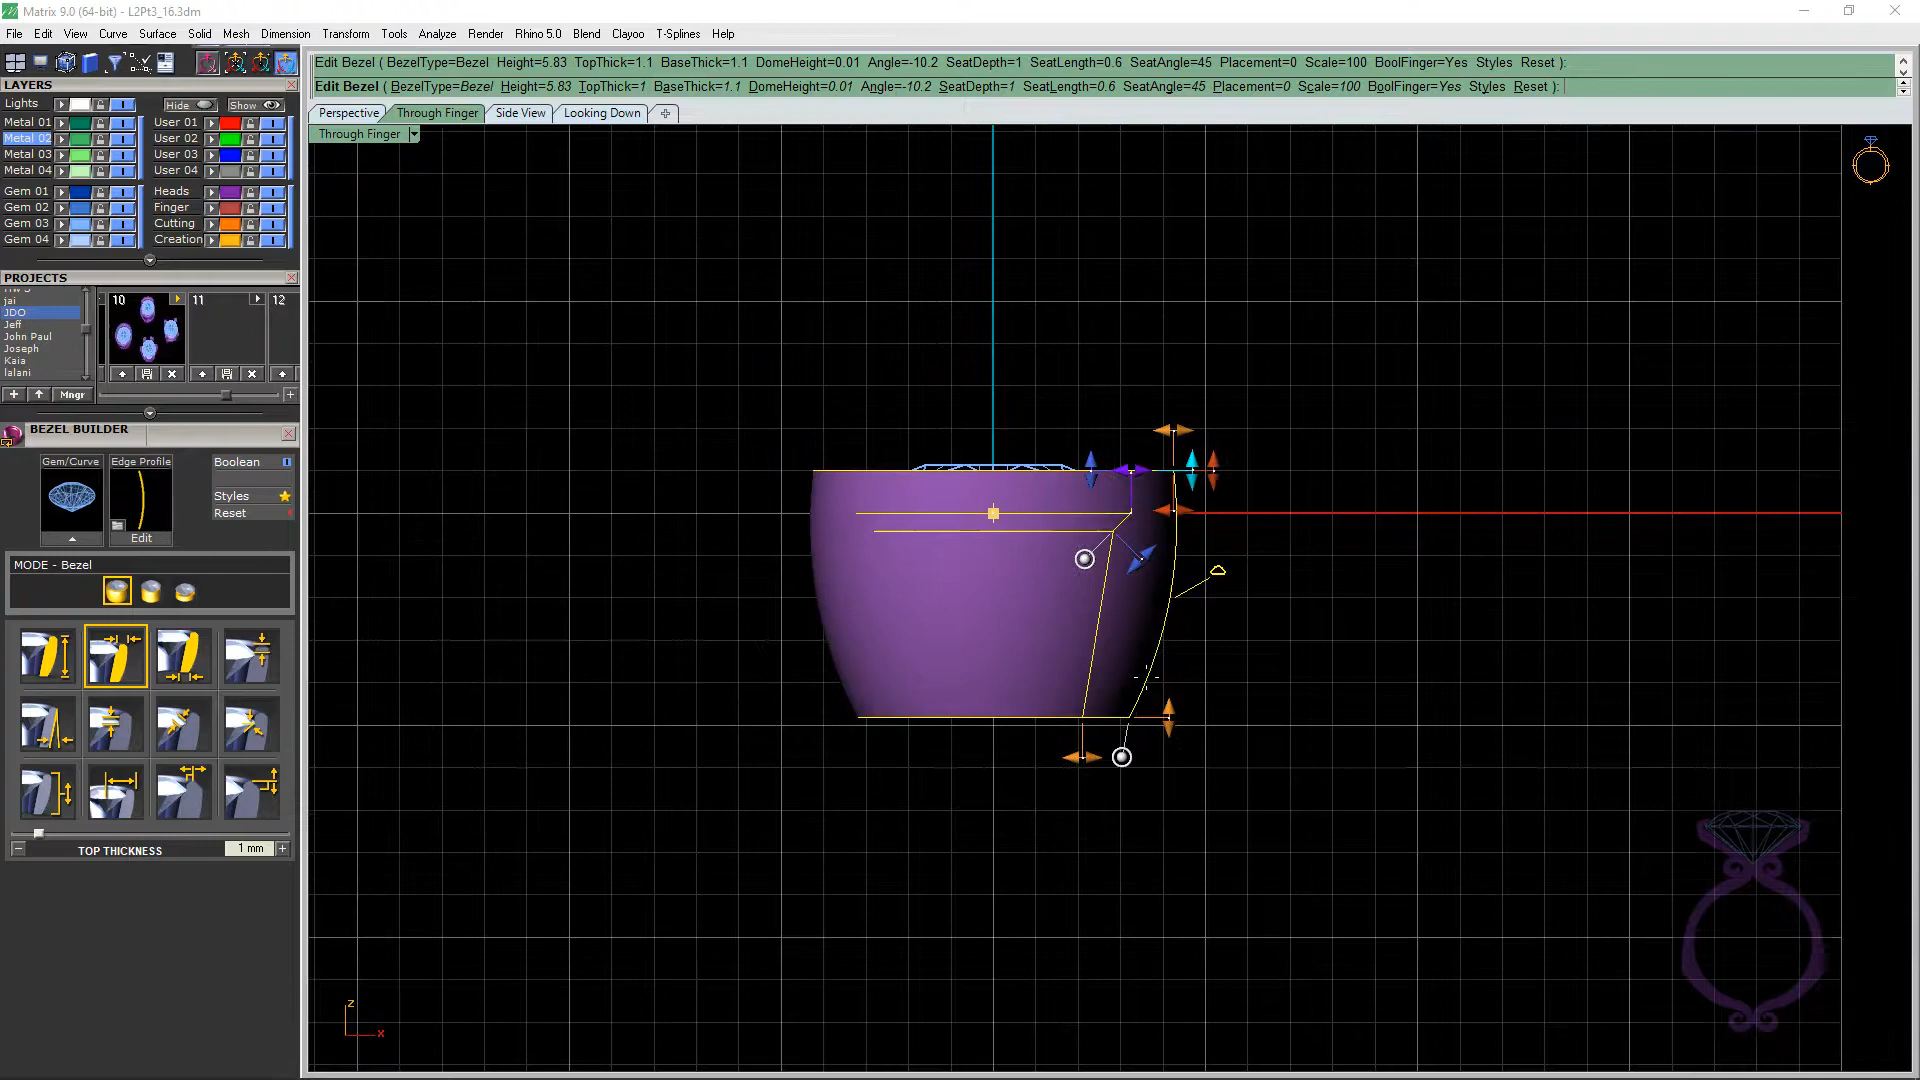 Matrix 9.0 (64-bit) - L2Pt3_16.3dm
File Edit View Curve Surface Solid Mesh Dimension Transform Tools Analyze Render Rhino 5.0 Blend Clayoo T-Splines Help
Edit Bezel ( BezelType=Bezel Height=5.83 TopThick=1.1 BaseThick=1.1 DomeHeight=0.01 Angle=-10.2 SeatDepth=1 SeatLength=0.6 SeatAngle=45 Placement=0 Scale=100 BoolFinger=Yes Styles Reset ):
Edit Bezel ( BezelType=Bezel Height=5.83 TopThick=1 BaseThick=1.1 DomeHeight=0.01 Angle=-10.2 SeatDepth=1 SeatLength=0.6 SeatAngle=45 Placement=0 Scale=100 BoolFinger=Yes Styles Reset ):
Perspective Through Finger Side View Looking Down
Through Finger
LAYERS
Lights Hide Show
Metal 01 User 01
Metal 02 User 02
Metal 03 User 03
Metal 04 User 04
Gem 01 Heads
Gem 02 Finger
Gem 03 Cutting
Gem 04 Creation
PROJECTS
jai
JDO
Jeff
John Paul
Joseph
Kaia
lalani
10 11 12
Mngr
BEZEL BUILDER
Gem/Curve Edge Profile Boolean
Styles
Reset
Edit
MODE - Bezel
TOP THICKNESS 1 mm
z
x